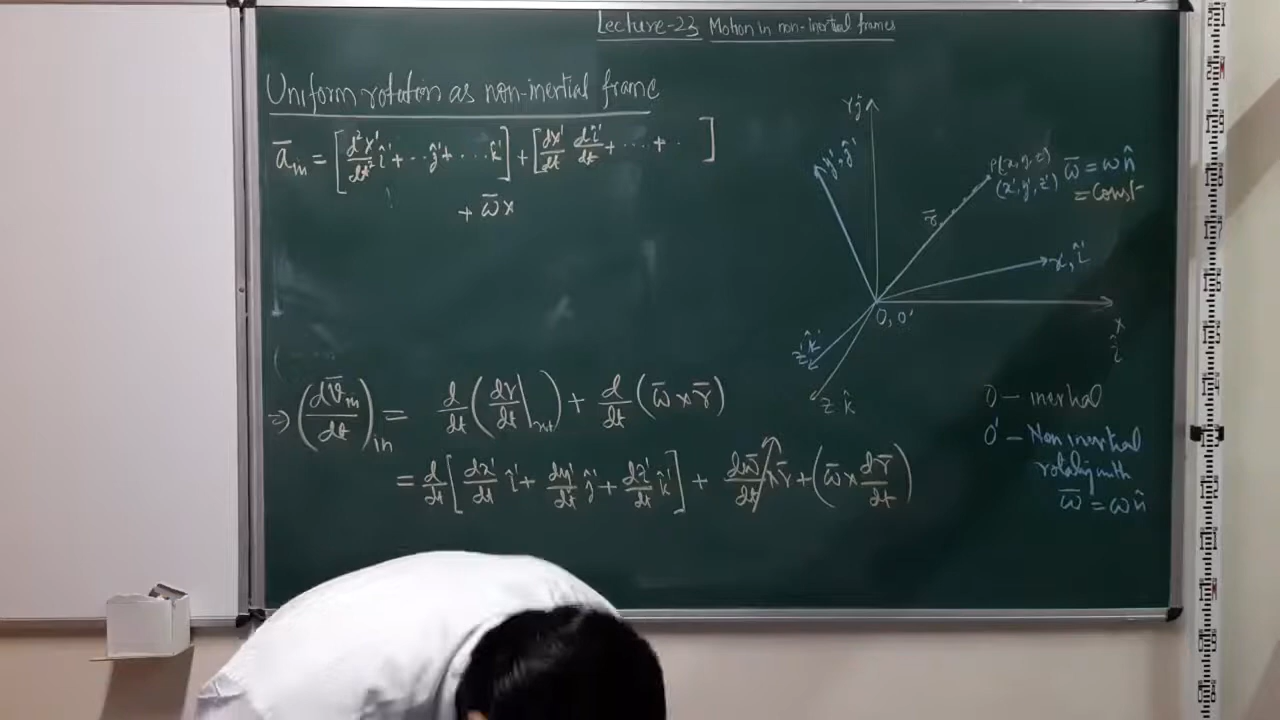 Lecture-23 Motion in non-inertial frames
Uniform rotation as non-inertial frame
a̅_in = [d²x'/dt² î' + ·· ĵ' + ··· k̂'] + [dx'/dt dî'/dt + ···· + ··]
+ ω̅ ×
⇒ (dv̅_in/dt)_in = d/dt (dr/dt|) + d/dt (ω̅ × r̅)
= d/dt [dx'/dt î + dy'/dt ĵ + dz'/dt k̂] + dω̅/dt × r̅ + (ω̅ × dr̅/dt)
Y ĵ
y', ĵ'
P(x, y, z)
(x', y', z')
ω̅ = ω n̂
= const
r̅
x', î'
O, O'
x
î
z' k̂'
z k̂
O – inertial
O' – Non inertial
rotating with
ω̅ = ω n̂